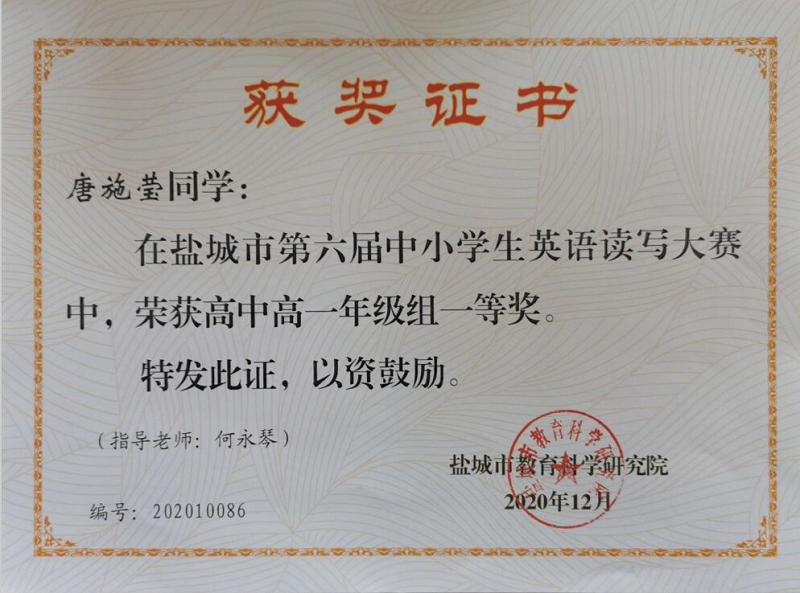 获奖证书
唐施莹同学：
在盐城市第六届中小学生英语读写大赛
中，荣获高中高一年级组一等奖。
特发此证，以资鼓励。
（指导老师：何永琴）
盐城市教育科学研究院
2020年12月
编号：202010086